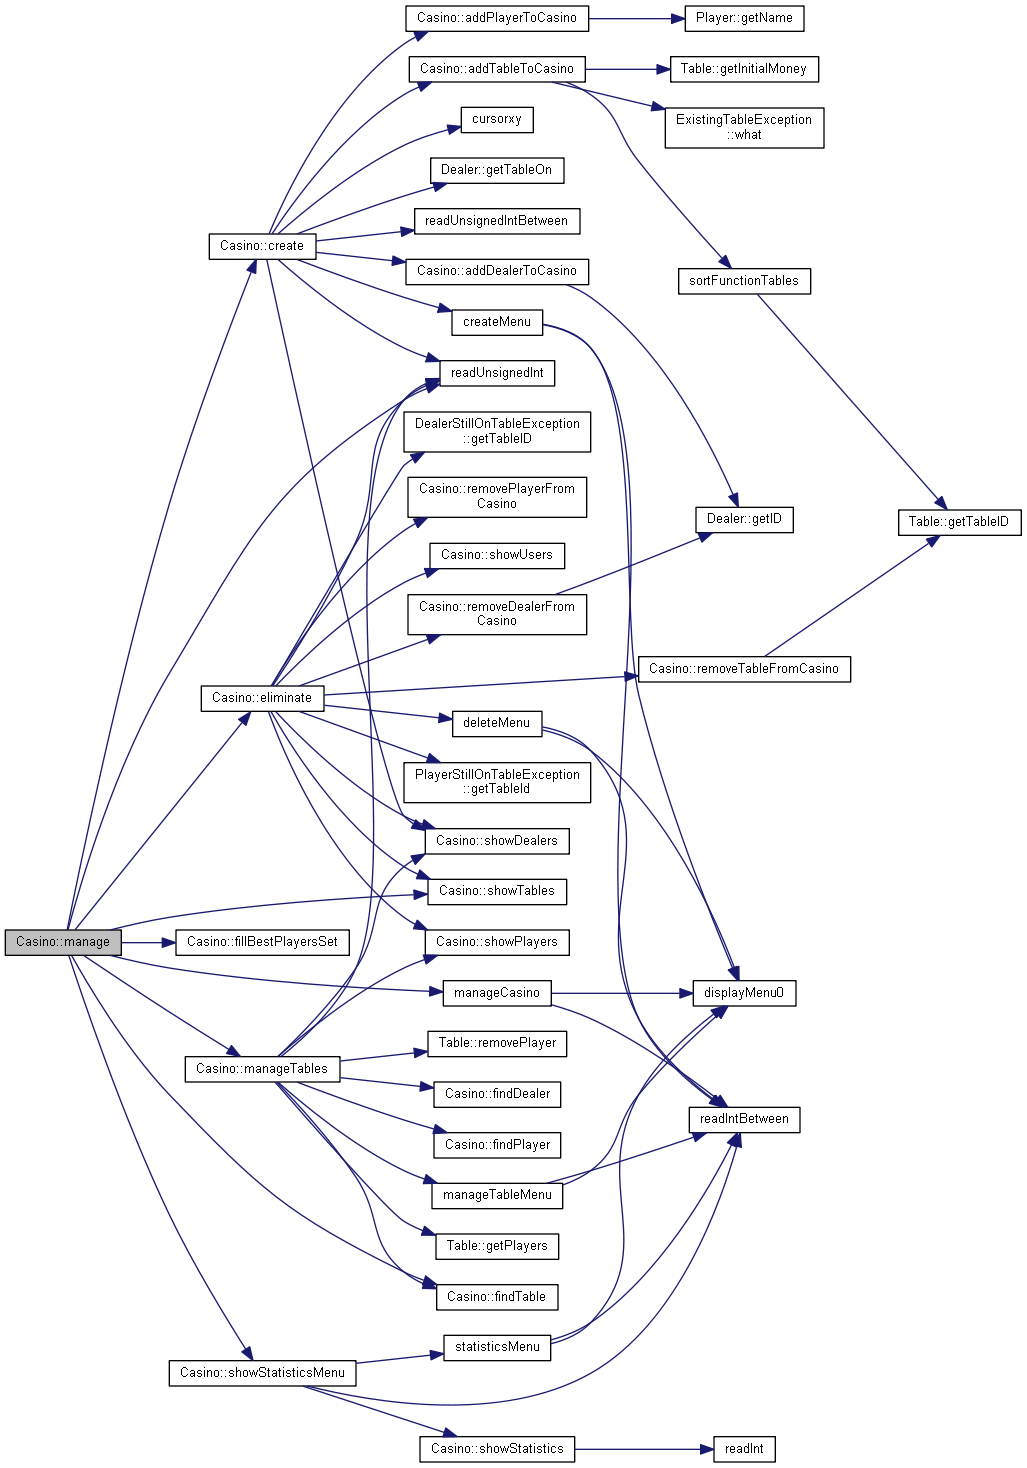 Casino::addPlayerToCasino
Player::getName
Casino::addTableToCasino
Table::getInitialMoney
ExistingTableException
::what
cursorxy
Dealer::getTableOn
readUnsignedIntBetween
Casino::create
Casino::addDealerToCasino
sortFunctionTables
createMenu
readUnsignedInt
DealerStillOnTableException
::getTableID
Casino::removePlayerFrom
Casino
Dealer::getID
Table::getTableID
Casino::showUsers
Casino::removeDealerFrom
Casino
Casino::removeTableFromCasino
Casino::eliminate
deleteMenu
PlayerStillOnTableException
::getTableId
Casino::showDealers
Casino::showTables
Casino::manage
Casino::fillBestPlayersSet
Casino::showPlayers
manageCasino
displayMenu0
Table::removePlayer
Casino::manageTables
Casino::findDealer
readIntBetween
Casino::findPlayer
manageTableMenu
Table::getPlayers
Casino::findTable
statisticsMenu
Casino::showStatisticsMenu
Casino::showStatistics
readInt